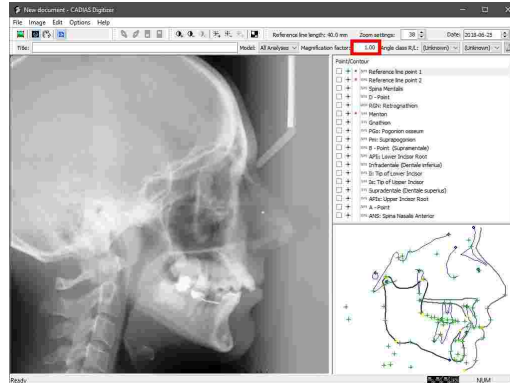 New document - CADIAS Digitizer
File Image Edit Options Help
Reference line length: 40.0 mm Zoom settings: 38 Date: 2018-06-25
Title: Model: All Analyses Magnification factor: 1.00 Angle class R/L: (Unknown) (Unknown)
Point/Contour
Reference line point 1
Reference line point 2
Spina Mentalis
D - Point
RGN: Retrognathion
Menton
Gnathion
PGo: Pogonion osseum
Pm: Suprapogonion
B - Point (Supramentale)
APIi: Lower Incisor Root
Infradentale (Dentale inferius)
Ii: Tip of Lower Incisor
Is: Tip of Upper Incisor
Supradentale (Dentale superius)
APIs: Upper Incisor Root
A - Point
ANS: Spina Nasalis Anterior
Ready NUM